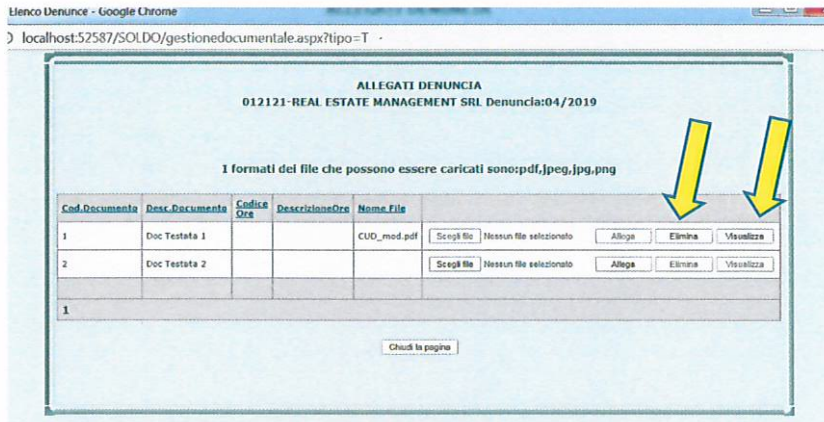 Elenco Denunce - Google Chrome
localhost:52587/SOLDO/gestionedocumentale.aspx?tipo=T
ALLEGATI DENUNCIA
012121-REAL ESTATE MANAGEMENT SRL Denuncia:04/2019
I formati dei file che possono essere caricati sono:pdf,jpeg,jpg,png
Cod.Documento Desc.Documento Codice Ore DescrizioneOre Nome File
1 Doc Testata 1 CUD_mod.pdf Scegli file Nessun file selezionato Allega Elimina Visualizza
2 Doc Testata 2 Scegli file Nessun file selezionato Allega Elimina Visualizza
1
Chiudi la pagina